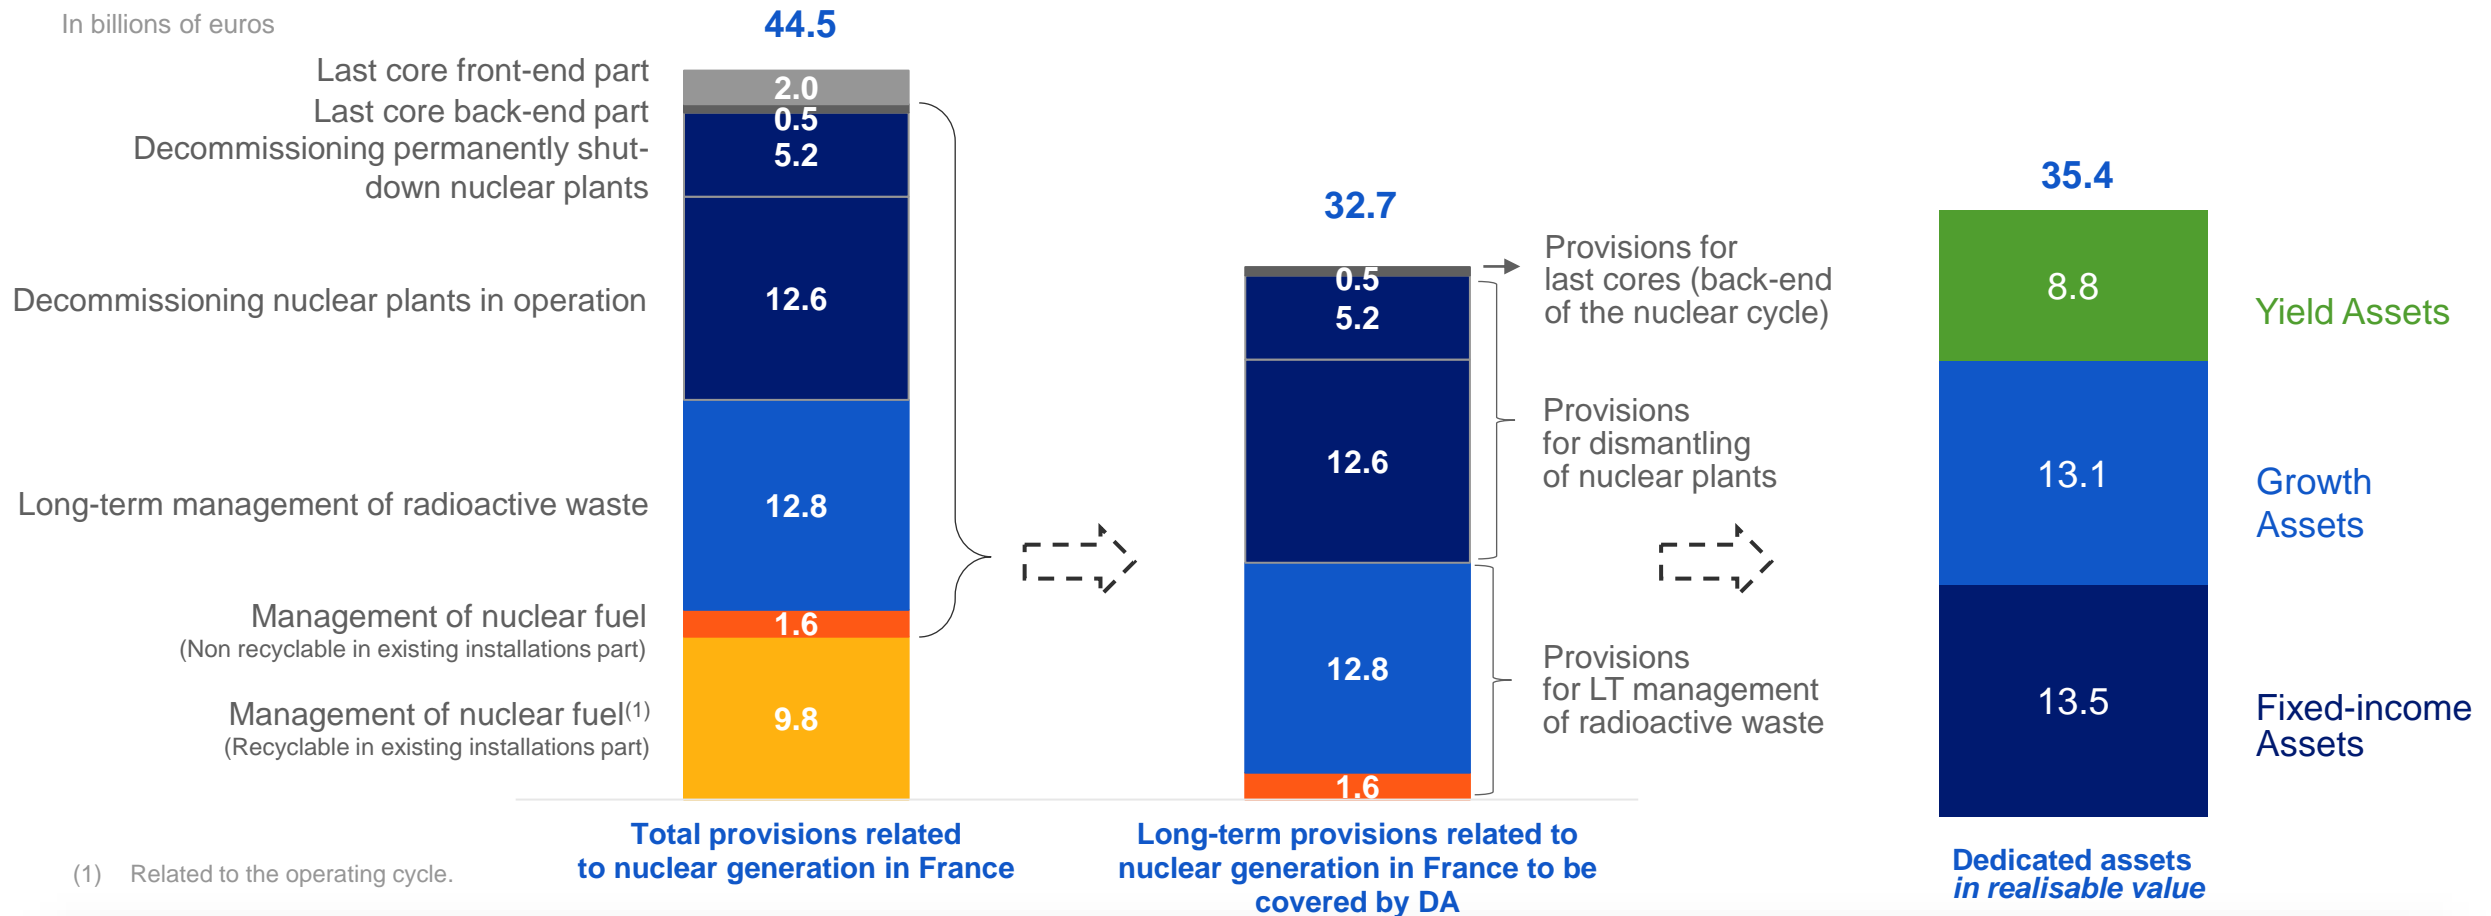 In billions of euros
44.5
Last core front-end part
2.0
Last core back-end part
0.5
Decommissioning permanently shut-
down nuclear plants
5.2
Decommissioning nuclear plants in operation
12.6
Long-term management of radioactive waste
12.8
Management of nuclear fuel
(Non recyclable in existing installations part)
1.6
Management of nuclear fuel(1)
(Recyclable in existing installations part)
9.8
Total provisions related
to nuclear generation in France
32.7
0.5
5.2
12.6
12.8
1.6
Provisions for
last cores (back-end
of the nuclear cycle)
Provisions
for dismantling
of nuclear plants
Provisions
for LT management
of radioactive waste
Long-term provisions related to
nuclear generation in France to be
covered by DA
35.4
8.8
Yield Assets
13.1
Growth
Assets
13.5
Fixed-income
Assets
Dedicated assets
in realisable value
(1) Related to the operating cycle.